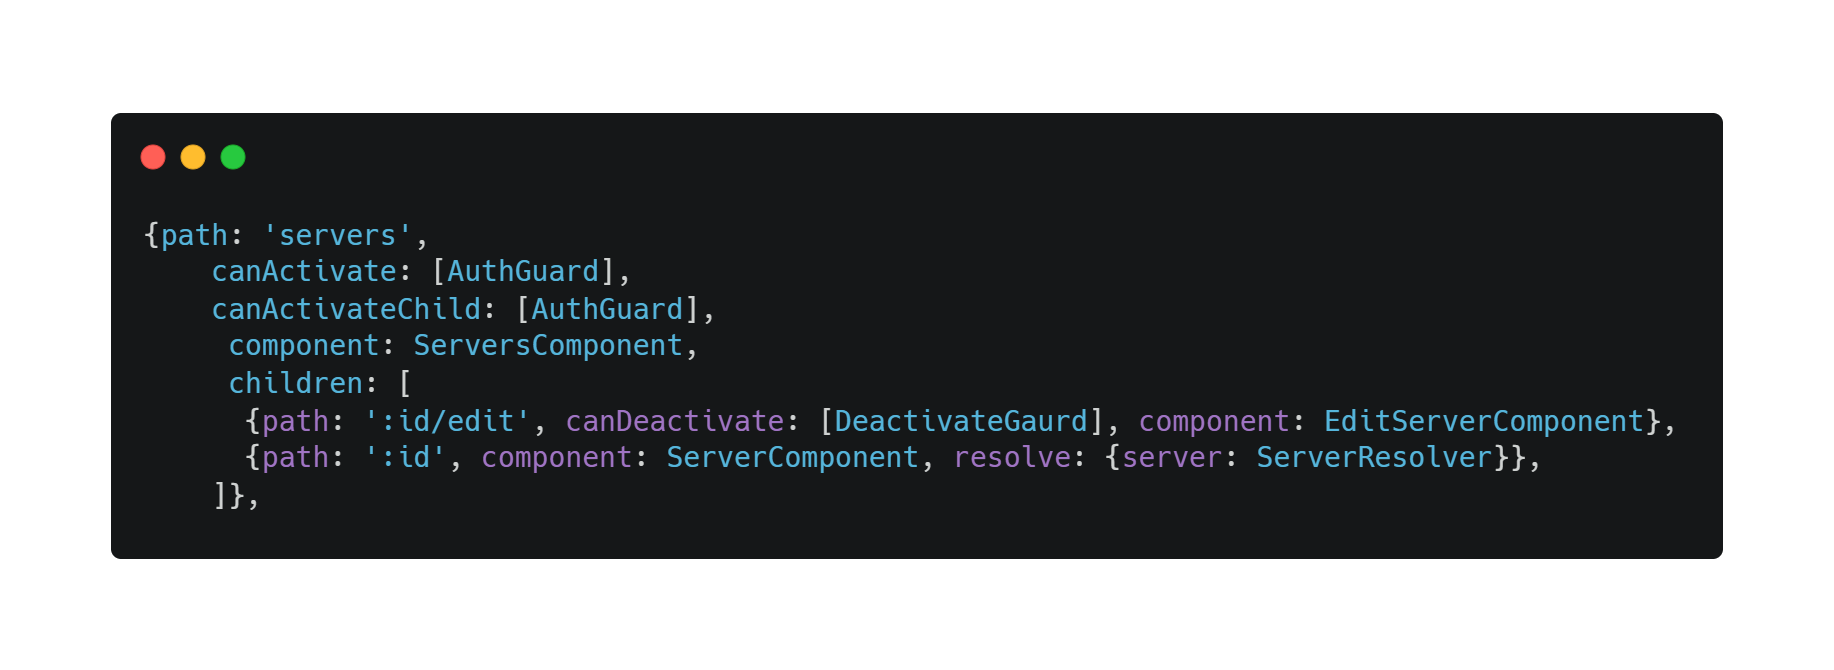 {path: 'servers',
    canActivate: [AuthGuard],
    canActivateChild: [AuthGuard],
     component: ServersComponent,
     children: [
      {path: ':id/edit', canDeactivate: [DeactivateGaurd], component: EditServerComponent},
      {path: ':id', component: ServerComponent, resolve: {server: ServerResolver}},
    ]},